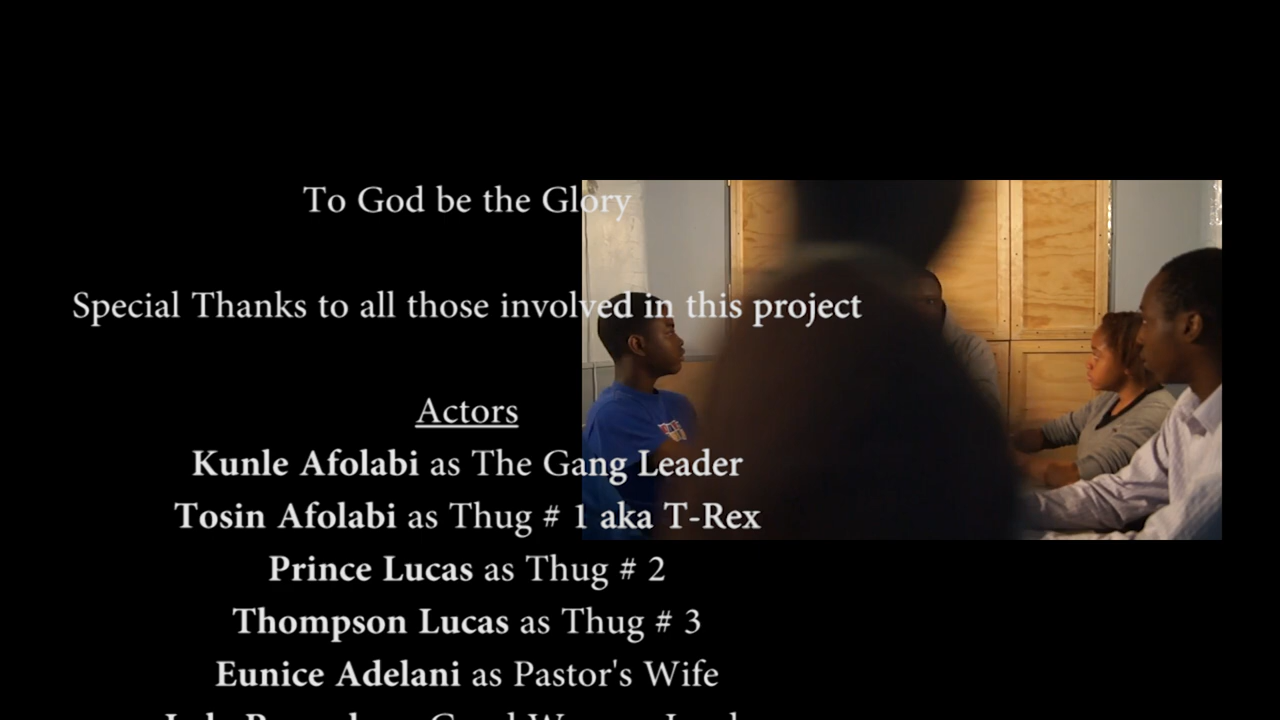 To God be the Glory
Special Thanks to all those involved in this project
Actors
Kunle Afolabi as The Gang Leader
Tosin Afolabi as Thug # 1 aka T-Rex
Prince Lucas as Thug # 2
Thompson Lucas as Thug # 3
Eunice Adelani as Pastor's Wife